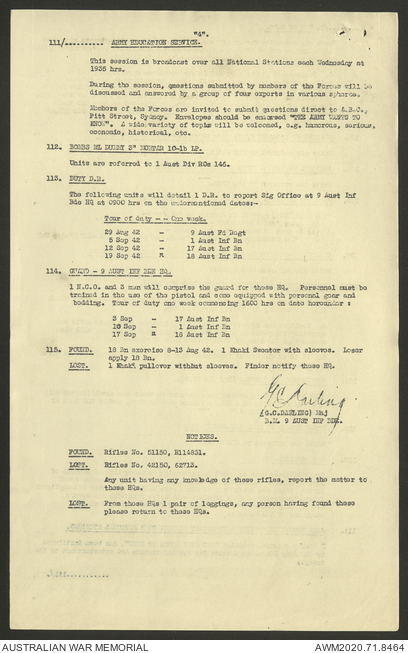 "4".
111/.......... ARMY EDUCATION SERVICE.
This session is broadcast over all National Stations each Wednesday at
1935 hrs.
During the session, questions submitted by members of the Forces will be
discussed and answered by a group of four experts in various spheres.
Members of the Forces are invited to submit questions direct to A.B.C.,
Pitt Street, Sydney. Envelopes should be endorsed "THE ARMY WANTS TO
KNOW". A wide variety of topics will be welcomed, e.g. humorous, serious,
economic, historical, etc.
112. BOMBS ML DUMMY 3" MORTAR 10-lb LP.
Units are referred to 1 Aust Div ROs 146.
113. DUTY D.R.
The following units will detail 1 D.R. to report Sig Office at 9 Aust Inf
Bde HQ at 0900 hrs on the undermentioned dates:-
Tour of duty -- One week.
29 Aug 42 - 9 Aust Fd Regt
5 Sep 42 - 1 Aust Inf Bn
12 Sep 42 - 17 Aust Inf Bn
19 Sep 42 " 18 Aust Inf Bn
114. GUARD - 9 AUST INF BDE HQ.
1 N.C.O. and 3 men will comprise the guard for these HQ. Personnel must be
trained in the use of the pistol and come equipped with personal gear and
bedding. Tour of duty one week commencing 1600 hrs on date hereunder :
3 Sep - 17 Aust Inf Bn
10 Sep - 1 Aust Inf Bn
17 Sep " 18 Aust Inf Bn
115. FOUND. 18 Bn exercise 8-13 Aug 42. 1 Khaki Sweater with sleeves. Loser
apply 18 Bn.
LOST. 1 Khaki pullover without sleeves. Finder notify these HQ.
G.C. Darling
(G.C.DARLING) Maj
B.M. 9 AUST INF BDE.
NOTICES.
FOUND. Rifles No. 51150, R114831.
LOST. Rifles No. 42150, 62713.
Any unit having any knowledge of these rifles, report the matter to
these HQs.
LOST. From these HQs 1 pair of leggings, any person having found these
please return to these HQs.
AUSTRALIAN WAR MEMORIAL
AWM2020.71.8464